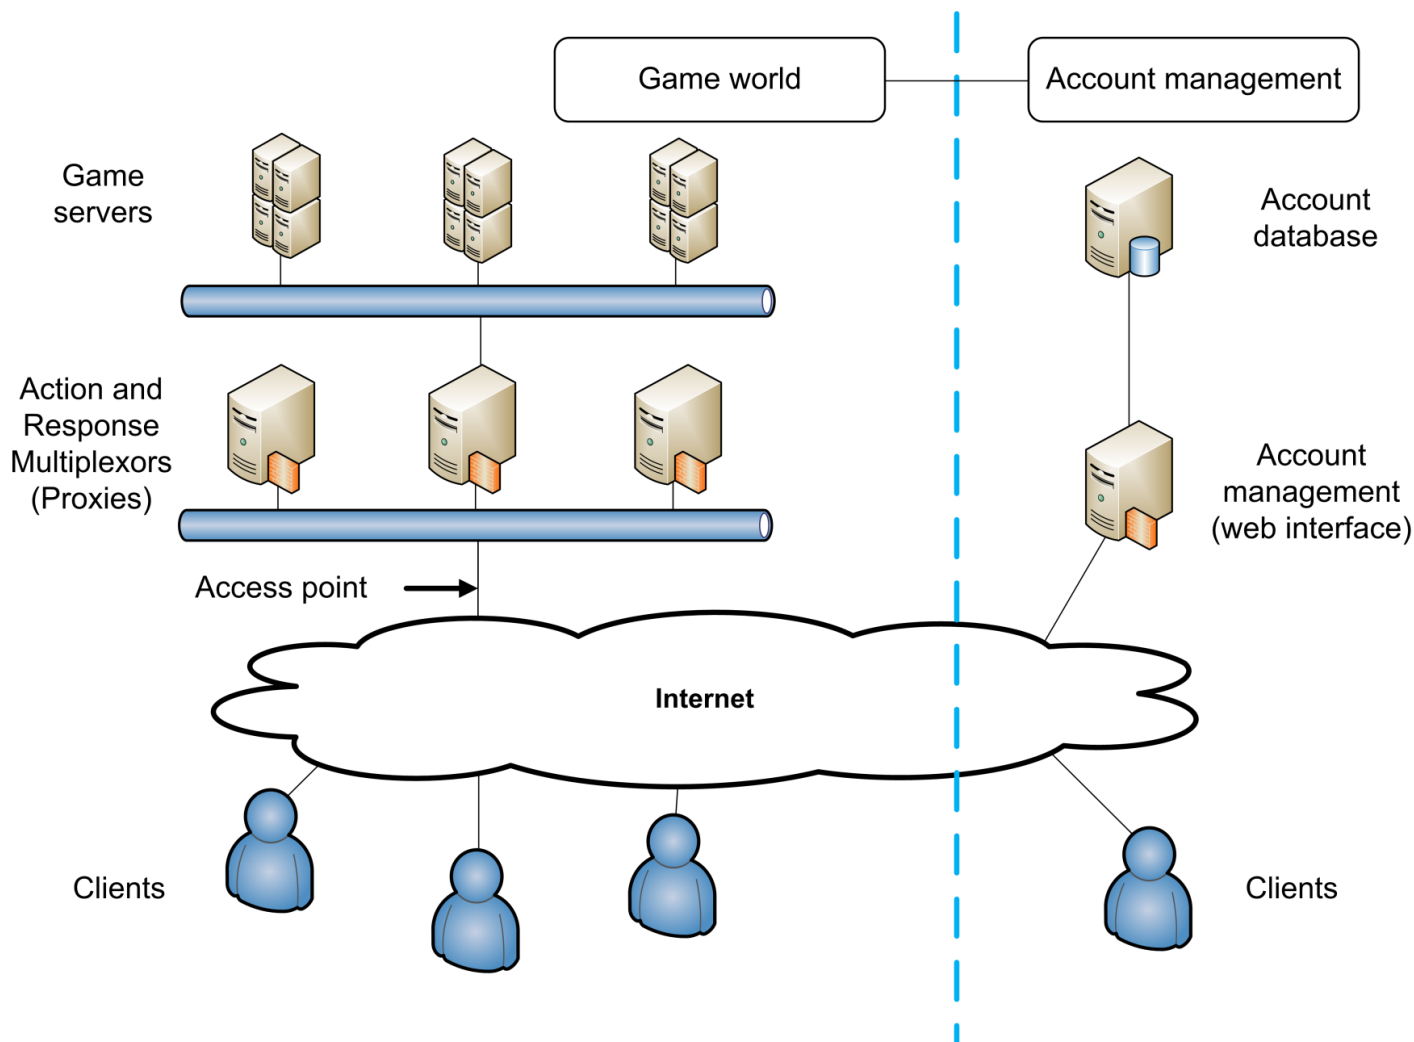 Game world
Account management
Game
servers
Account
database
Action and
Response
Multiplexors
(Proxies)
Account
management
(web interface)
Access point
Internet
Clients
Clients